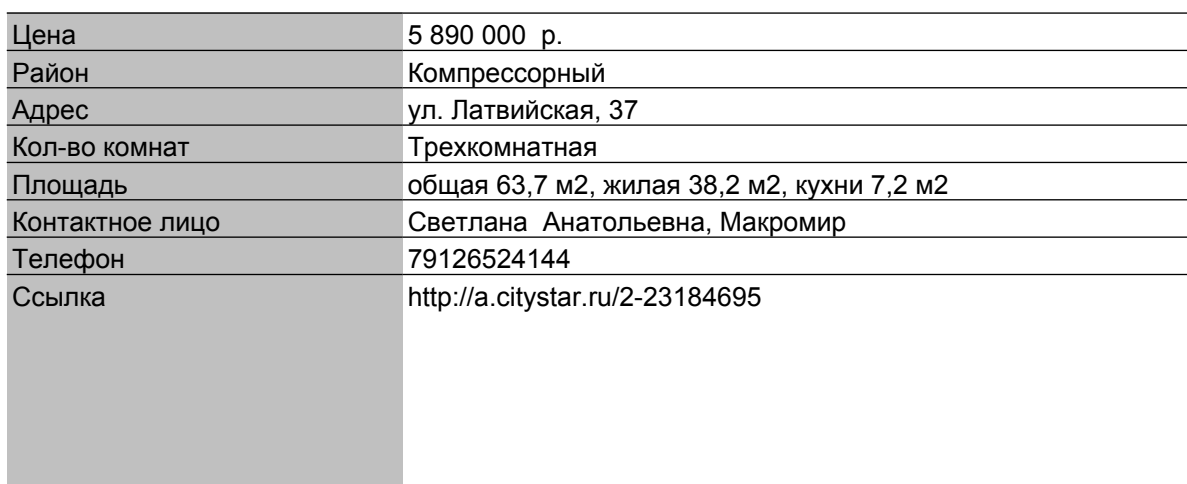 Цена 5 890 000 р.
Район Компрессорный
Адрес ул. Латвийская, 37
Кол-во комнат Трехкомнатная
Площадь общая 63,7 м2, жилая 38,2 м2, кухни 7,2 м2
Контактное лицо Светлана Анатольевна, Макромир
Телефон 79126524144
Ссылка http://a.citystar.ru/2-23184695